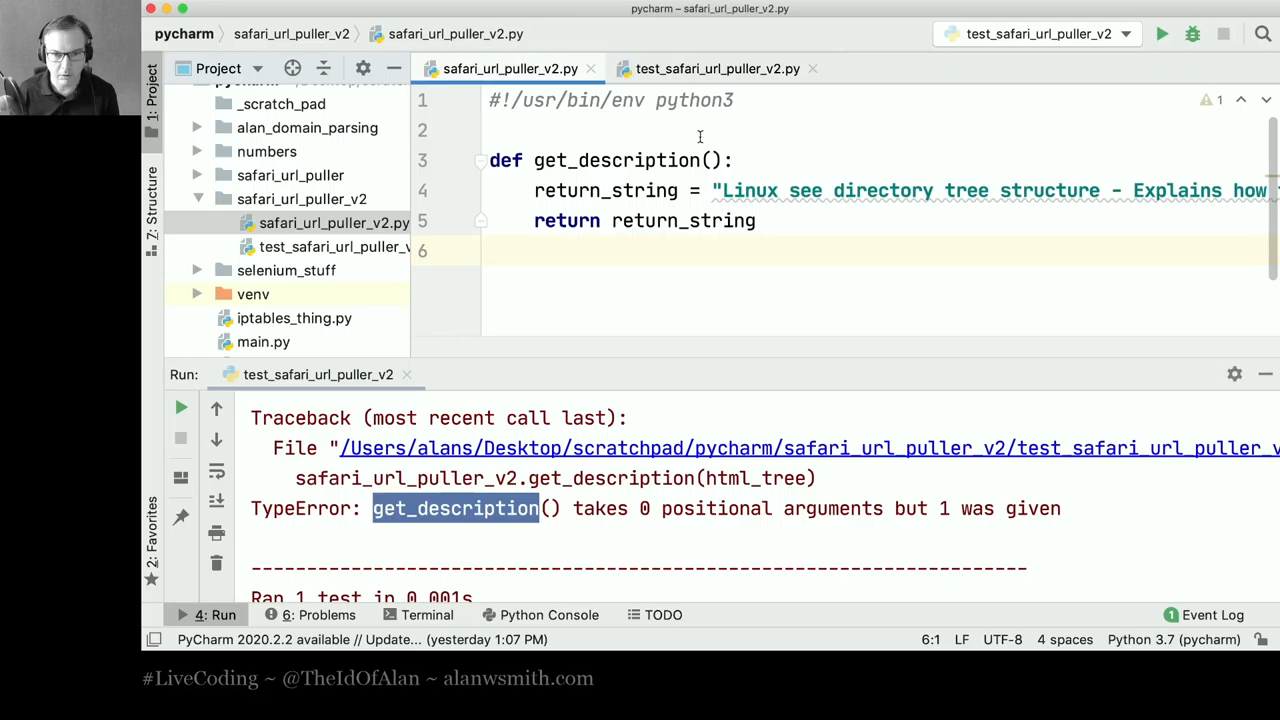 pycharm – safari_url_puller_v2.py
pycharm safari_url_puller_v2 safari_url_puller_v2.py test_safari_url_puller_v2
1: Project
Project
safari_url_puller_v2.py test_safari_url_puller_v2.py
_scratch_pad
alan_domain_parsing
numbers
safari_url_puller
safari_url_puller_v2
safari_url_puller_v2.py
test_safari_url_puller_v
selenium_stuff
venv
iptables_thing.py
main.py
1 #!/usr/bin/env python3
1
2
3 def get_description():
4 return_string = "Linux see directory tree structure - Explains how
5 return return_string
6
7: Structure
2: Favorites
Run: test_safari_url_puller_v2
Traceback (most recent call last):
File "/Users/alans/Desktop/scratchpad/pycharm/safari_url_puller_v2/test_safari_url_puller_v
safari_url_puller_v2.get_description(html_tree)
TypeError: get_description() takes 0 positional arguments but 1 was given
----------------------------------------------------------------------
Ran 1 test in 0.001s
4: Run 6: Problems Terminal Python Console TODO 1 Event Log
PyCharm 2020.2.2 available // Update... (yesterday 1:07 PM) 6:1 LF UTF-8 4 spaces Python 3.7 (pycharm)
#LiveCoding ~ @TheIdOfAlan ~ alanwsmith.com